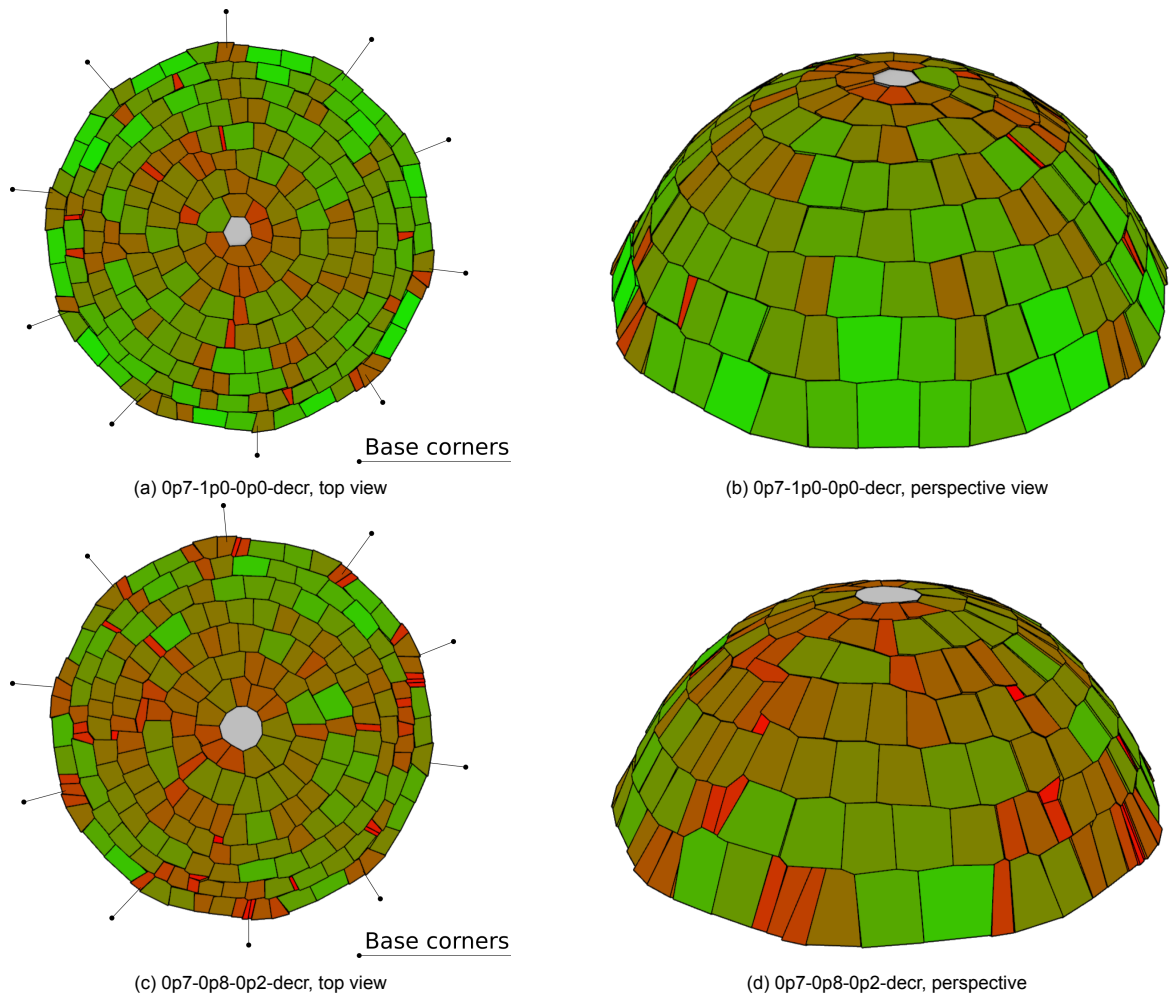 Base corners
(a) 0p7-1p0-0p0-decr, top view
(b) 0p7-1p0-0p0-decr, perspective view
Base corners
(c) 0p7-0p8-0p2-decr, top view
(d) 0p7-0p8-0p2-decr, perspective